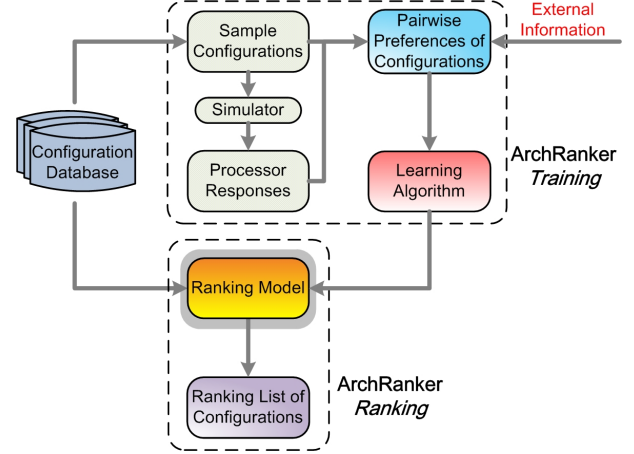 External
Information
Sample
Configurations
Pairwise
Preferences of
Configurations
Simulator
Configuration
Database
Processor
Responses
Learning
Algorithm
ArchRanker
Training
Ranking Model
Ranking List of
Configurations
ArchRanker
Ranking